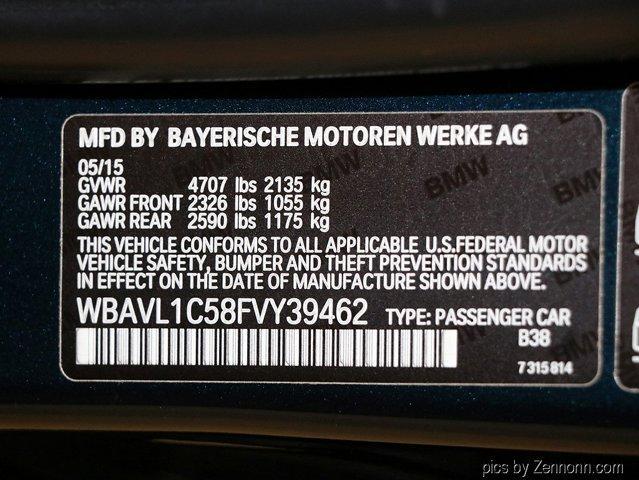 MFD BY BAYERISCHE MOTOREN WERKE AG
05/15
GVWR 4707 lbs 2135 kg
GAWR FRONT 2326 lbs 1055 kg
GAWR REAR 2590 lbs 1175 kg
THIS VEHICLE CONFORMS TO ALL APPLICABLE U.S.FEDERAL MOTOR
VEHICLE SAFETY, BUMPER AND THEFT PREVENTION STANDARDS
IN EFFECT ON THE DATE OF MANUFACTURE SHOWN ABOVE.
WBAVL1C58FVY39462 TYPE: PASSENGER CAR
B38
7315814
BMW
BMW
pics by Zennonn.com